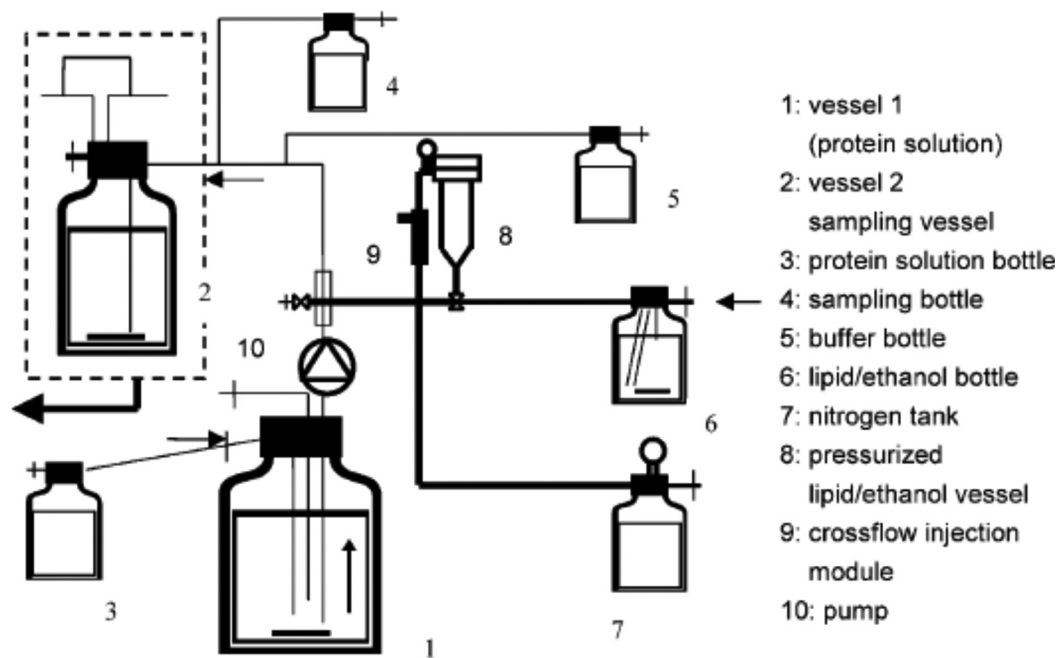 4
1: vessel 1
(protein solution)
2: vessel 2
sampling vessel
3: protein solution bottle
4: sampling bottle
5: buffer bottle
6: lipid/ethanol bottle
7: nitrogen tank
8: pressurized
lipid/ethanol vessel
9: crossflow injection
module
10: pump
5
9
8
2
10
6
3
7
1